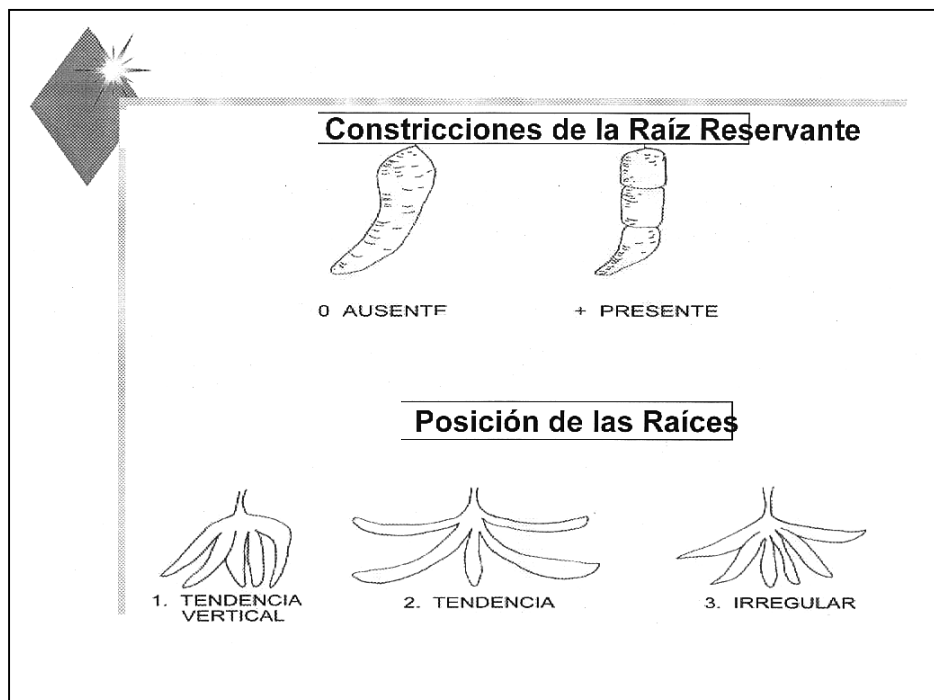 Constricciones de la Raíz Reservante
0 AUSENTF
+ PRESENTE
Posición de las Raíces
1. TENDENCIA
VERTICAL
2. TENDENCIA
3. IRREGULAR